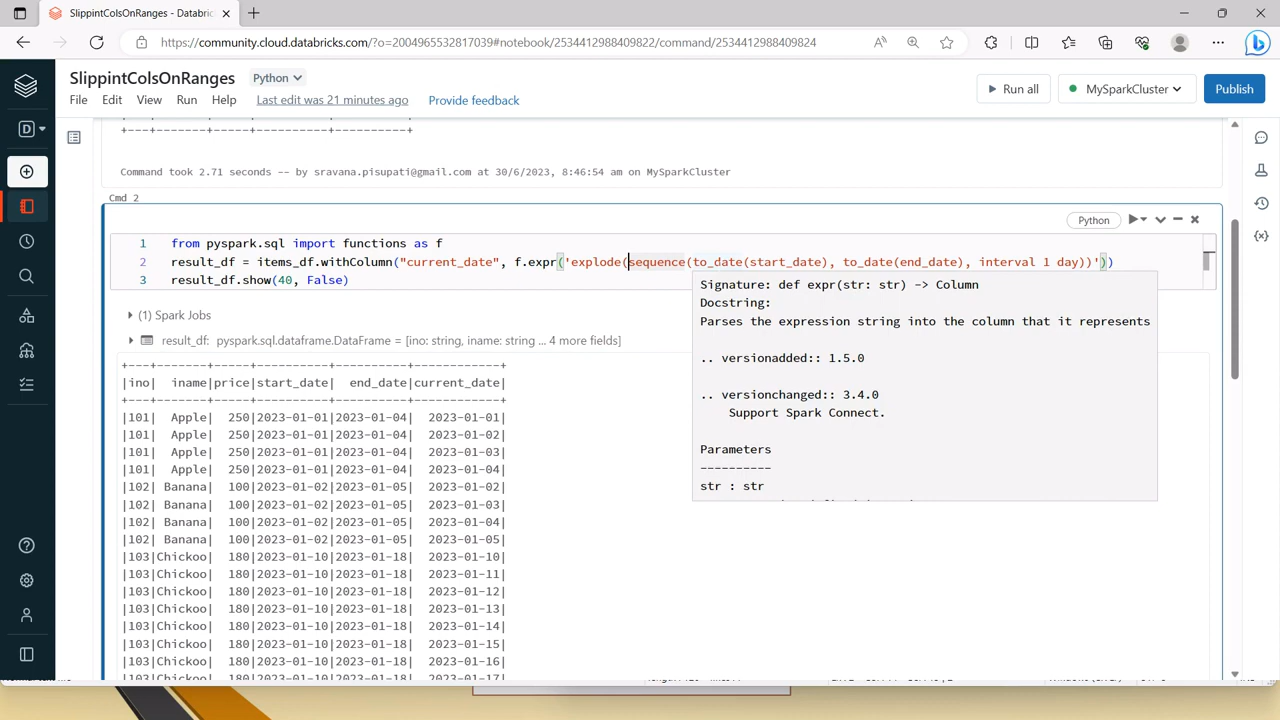 SlippintColsOnRanges - Databric
https://community.cloud.databricks.com/?o=2004965532817039#notebook/2534412988409822/command/2534412988409824
SlippintColsOnRanges
Python
File Edit View Run Help Last edit was 21 minutes ago Provide feedback
Run all
MySparkCluster
Publish
D
+---+-------+-----+----------+----------+
Command took 2.71 seconds -- by sravana.pisupati@gmail.com at 30/6/2023, 8:46:54 am on MySparkCluster
Cmd 2
Python
1 from pyspark.sql import functions as f
2 result_df = items_df.withColumn("current_date", f.expr('explode(sequence(to_date(start_date), to_date(end_date), interval 1 day))'))
3 result_df.show(40, False)
Signature: def expr(str: str) -> Column
Docstring:
Parses the expression string into the column that it represents
.. versionadded:: 1.5.0
.. versionchanged:: 3.4.0
Support Spark Connect.
Parameters
----------
str : str
(1) Spark Jobs
result_df: pyspark.sql.dataframe.DataFrame = [ino: string, iname: string ... 4 more fields]
+---+-------+-----+----------+----------+------------+
|ino| iname|price|start_date| end_date|current_date|
+---+-------+-----+----------+----------+------------+
|101| Apple| 250|2023-01-01|2023-01-04| 2023-01-01|
|101| Apple| 250|2023-01-01|2023-01-04| 2023-01-02|
|101| Apple| 250|2023-01-01|2023-01-04| 2023-01-03|
|101| Apple| 250|2023-01-01|2023-01-04| 2023-01-04|
|102| Banana| 100|2023-01-02|2023-01-05| 2023-01-02|
|102| Banana| 100|2023-01-02|2023-01-05| 2023-01-03|
|102| Banana| 100|2023-01-02|2023-01-05| 2023-01-04|
|102| Banana| 100|2023-01-02|2023-01-05| 2023-01-05|
|103|Chickoo| 180|2023-01-10|2023-01-18| 2023-01-10|
|103|Chickoo| 180|2023-01-10|2023-01-18| 2023-01-11|
|103|Chickoo| 180|2023-01-10|2023-01-18| 2023-01-12|
|103|Chickoo| 180|2023-01-10|2023-01-18| 2023-01-13|
|103|Chickoo| 180|2023-01-10|2023-01-18| 2023-01-14|
|103|Chickoo| 180|2023-01-10|2023-01-18| 2023-01-15|
|103|Chickoo| 180|2023-01-10|2023-01-18| 2023-01-16|
|103|Chickoo| 180|2023-01-10|2023-01-18| 2023-01-17|